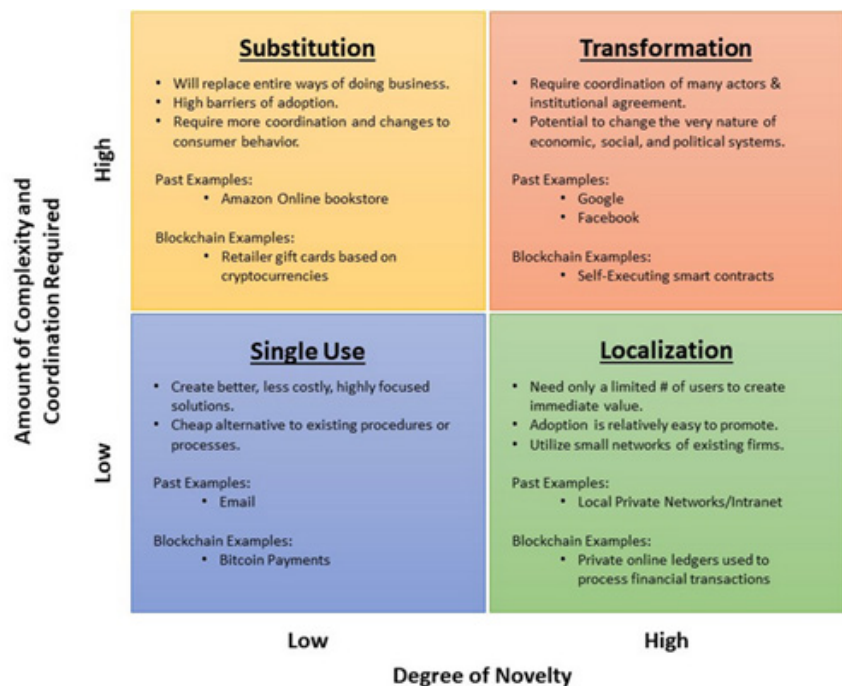 Substitution
• Will replace entire ways of doing business.
• High barriers of adoption.
• Require more coordination and changes to
consumer behavior.
Past Examples:
• Amazon Online bookstore
Blockchain Examples:
• Retailer gift cards based on
cryptocurrencies
Transformation
• Require coordination of many actors &
institutional agreement.
• Potential to change the very nature of
economic, social, and political systems.
Past Examples:
• Google
• Facebook
Blockchain Examples:
• Self-Executing smart contracts
Single Use
• Create better, less costly, highly focused
solutions.
• Cheap alternative to existing procedures or
processes.
Past Examples:
• Email
Blockchain Examples:
• Bitcoin Payments
Localization
• Need only a limited # of users to create
immediate value.
• Adoption is relatively easy to promote.
• Utilize small networks of existing firms.
Past Examples:
• Local Private Networks/Intranet
Blockchain Examples:
• Private online ledgers used to
process financial transactions
Amount of Complexity and
Coordination Required
High
Low
Low
High
Degree of Novelty